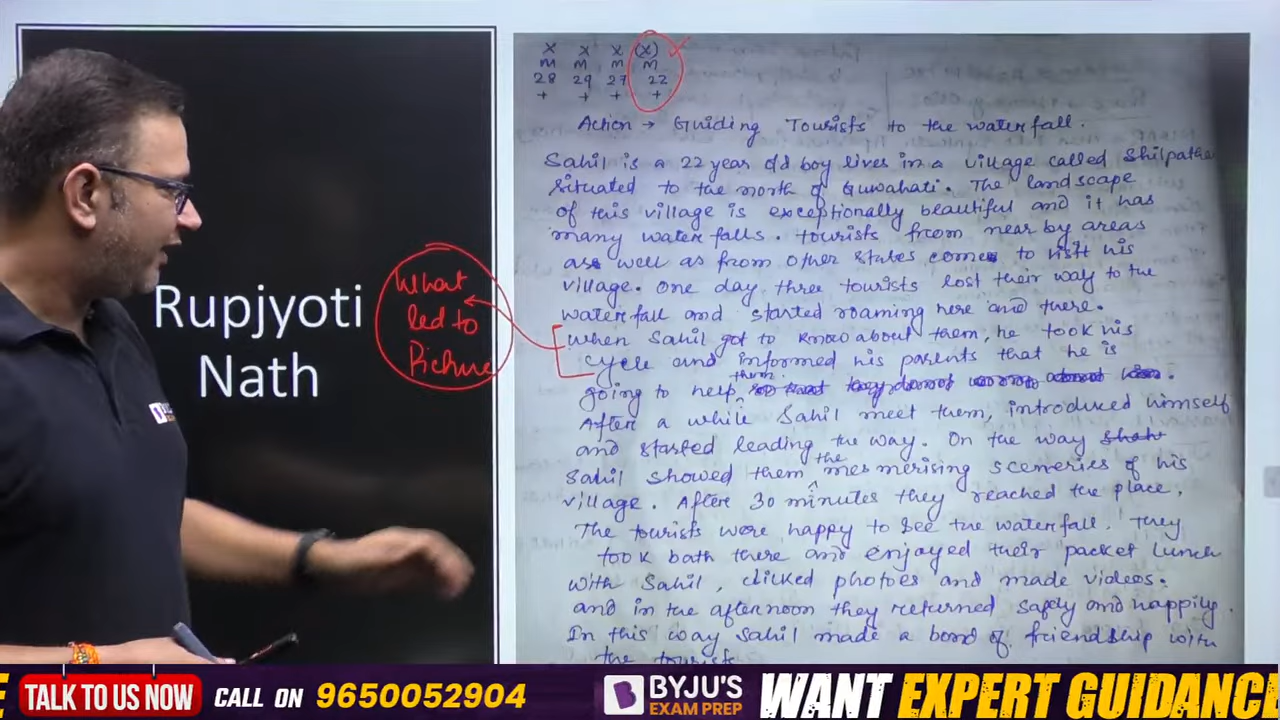 Rupjyoti
Nath
What
led to
Picture
X X X (X)
M M M M
28 29 27 22
+ + + +
Action → Guiding Tourists to the waterfall.
Sahil is a 22 year old boy lives in a village called Shilpathe
situated to the north of Guwahati. The landscape
of this village is exceptionally beautiful and it has
many water falls. tourists from near by areas
as well as from other states comes to visit his
village. One day three tourists lost their way to the
waterfall and started roaming here and there.
when Sahil got to know about them, he took his
cycle and informed his parents that he is
going to help them.
After a while Sahil meet them, introduced himself
and started leading the way. On the way
Sahil showed them the mesmerising sceneries of his
village. After 30 minutes they reached the place.
The tourists were happy to see the waterfall. They
took bath there and enjoyed their packet lunch
with Sahil, clicked photoes and made videos.
and in the afternoon they returned safely and happily.
In this way Sahil made a bond of friendship with
the tourists
BYJU
E TALK TO US NOW CALL ON 9650052904 BYJU'S EXAM PREP WANT EXPERT GUIDANCE